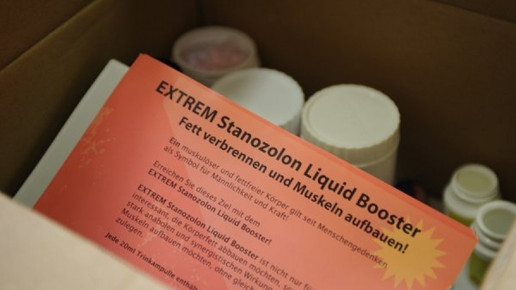 EXTREM Stanozolon Liquid Booster
Fett verbrennen und Muskeln aufbauen!
Ein muskulöser und fettfreier Körper gilt seit Menschengedenken
als Symbol für Männlichkeit und Kraft!
Erreichen Sie dieses Ziel mit dem
EXTREM Stanozolon Liquid Booster!
EXTREM Stanozolon Liquid Booster ist nicht nur
interessant, die Körperfett abbauen möchten,
stark anabolen und synergistischen
Muskeln aufbauen möchten, ohne
zulegen
Jede 20ml Trinkampulle enthält